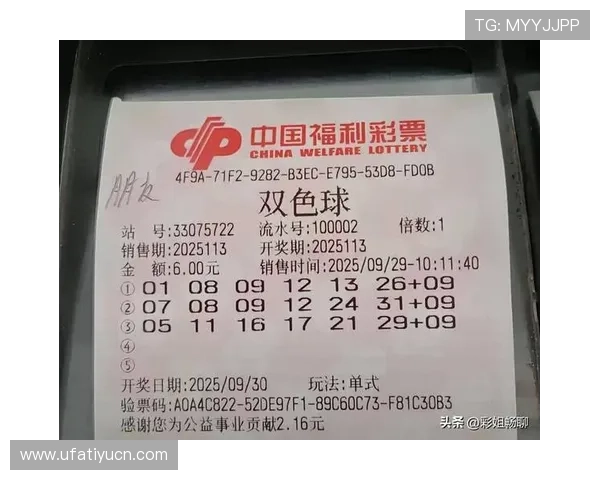 TG: MYYJJPP
中国福利彩票
CHINA WELFARE LOTTERY
4F9A-71F2-9282-B3EC-E795-53D8-FD0B
朋友
双色球
站 号:33075722 流水号:100002 倍数:1
销售期:2025113 开奖期:2025113
金 额:6.00元 销售时间:2025/09/29-10:11:40
① 01 08 09 12 13 26+09
② 07 08 09 12 24 31+09
③ 05 11 16 17 21 29+09
④
⑤
开奖日期:2025/09/30 玩法:单式
验票码:A0A4C822-52DE97F1-89C60C73-F81C30B3
感谢您为公益事业贡献2.16元
头条 @彩姐畅聊
www.ufatiyucn.com